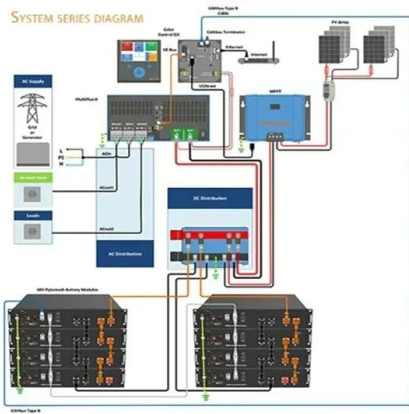 SYSTEM SERIES DIAGRAM
CANbus Type B
Cable
Color
Control GX
CANbus Terminator
VE Bus
Ethernet
Internet
PV Array
AC Supply
Grid
or
Generator
MultiPlus-II
VE.Direct
MPPT
L
PE
N
ACin
ACout1
Loads
ACout2
AC Distribution
DC Distribution
48V Pylontech Battery Modules
CANbus Type B